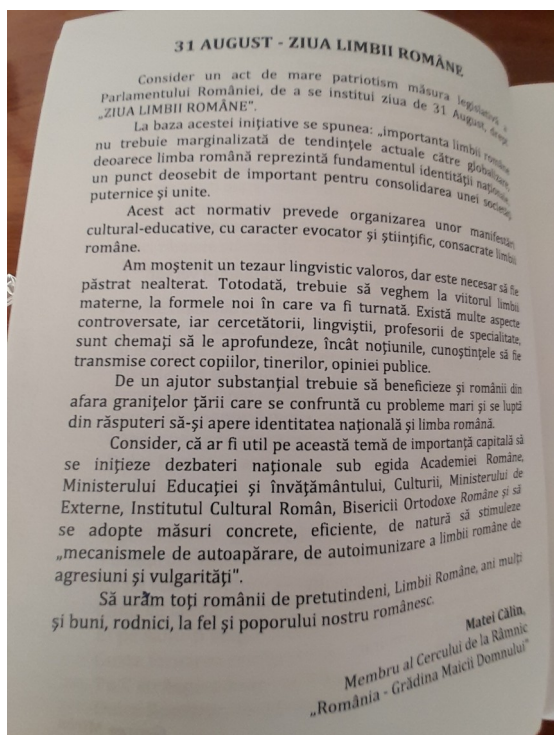 31 AUGUST - ZIUA LIMBII ROMÂNE
Consider un act de mare patriotism măsura legislativă a
Parlamentului României, de a se institui ziua de 31 August, drept
„ZIUA LIMBII ROMÂNE”.
La baza acestei initiative se spunea: „importanta limbii române
nu trebuie marginalizată de tendințele actuale către globalizare,
deoarece limba română reprezintă fundamentul identității naționale,
un punct deosebit de important pentru consolidarea unei societăți
puternice și unite.
Acest act normativ prevede organizarea unor manifestări
cultural-educative, cu caracter evocator și științific, consacrate limbii
române.
Am moștenit un tezaur lingvistic valoros, dar este necesar să fie
păstrat nealterat. Totodată, trebuie să veghem la viitorul limbii
materne, la formele noi în care va fi turnată. Există multe aspecte
controversate, iar cercetătorii, lingviștii, profesorii de specialitate,
sunt chemați să le aprofundeze, încât noțiunile, cunoștințele să fie
transmise corect copiilor, tinerilor, opiniei publice.
De un ajutor substanțial trebuie să beneficieze și românii din
afara granițelor țării care se confruntă cu probleme mari și se luptă
din răsputeri să-și apere identitatea națională și limba română.
Consider, că ar fi util pe această temă de importanță capitală să
se inițieze dezbateri naționale sub egida Academiei Române,
Ministerului Educației și învățământului, Culturii, Ministerului de
Externe, Institutul Cultural Român, Bisericii Ortodoxe Române și să
se adopte măsuri concrete, eficiente, de natură să stimuleze
„mecanismele de autoapărare, de autoimunizare a limbii române de
agresiuni și vulgarități”.
Să urăm toți românii de pretutindeni, Limbii Române, ani mulți
și buni, rodnici, la fel și poporului nostru românesc.
Matei Călin,
Membru al Cercului de la Râmnic
„România - Grădina Maicii Domnului”